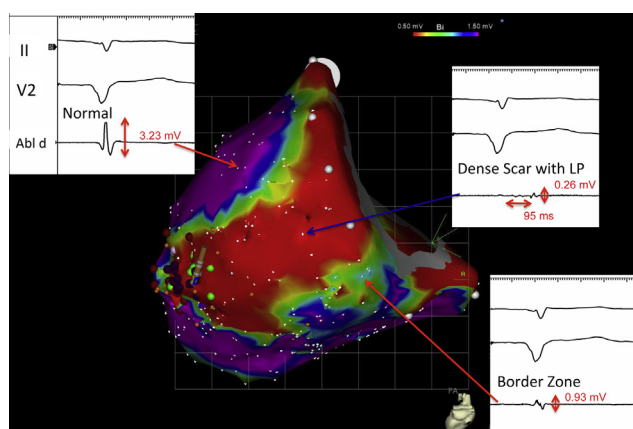 0.50 mV
Bi
1.50 mV
II
V2
Normal
Abl d
3.23 mV
Dense Scar with LP
0.26 mV
95 ms
Border Zone
0.93 mV
PA